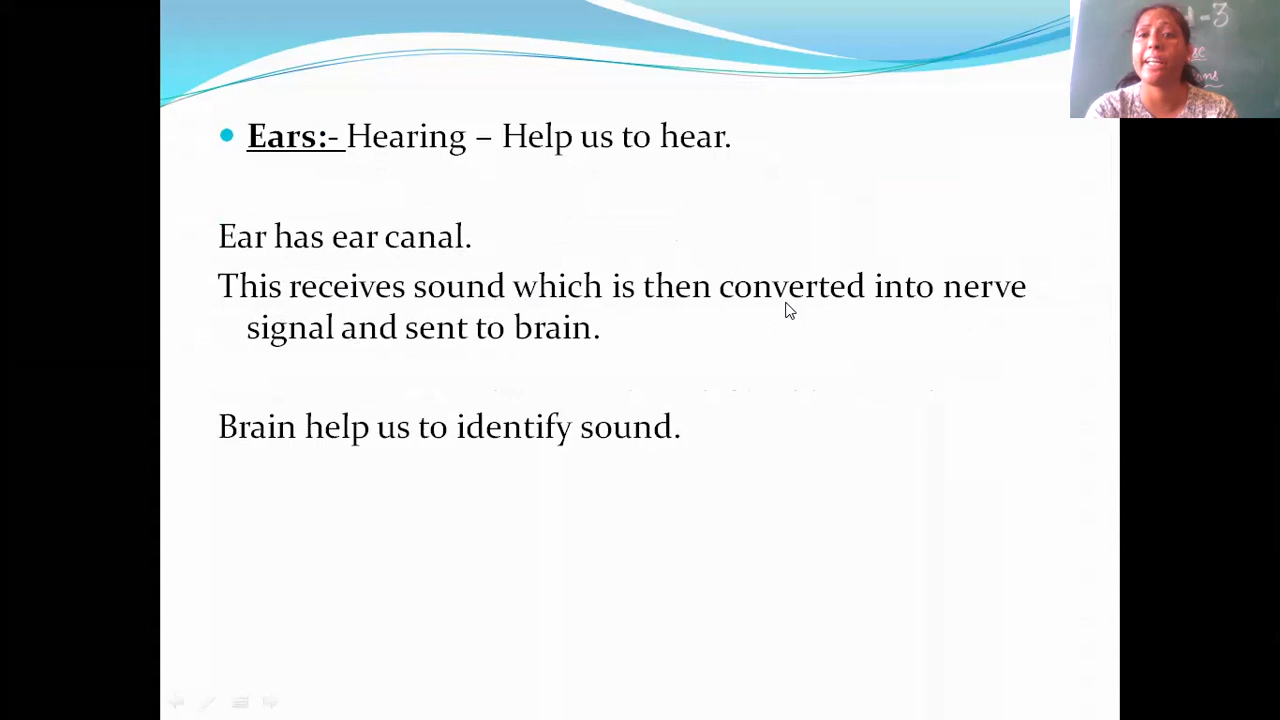 - 3
Ears:- Hearing – Help us to hear.
Ear has ear canal.
This receives sound which is then converted into nerve
signal and sent to brain.
Brain help us to identify sound.